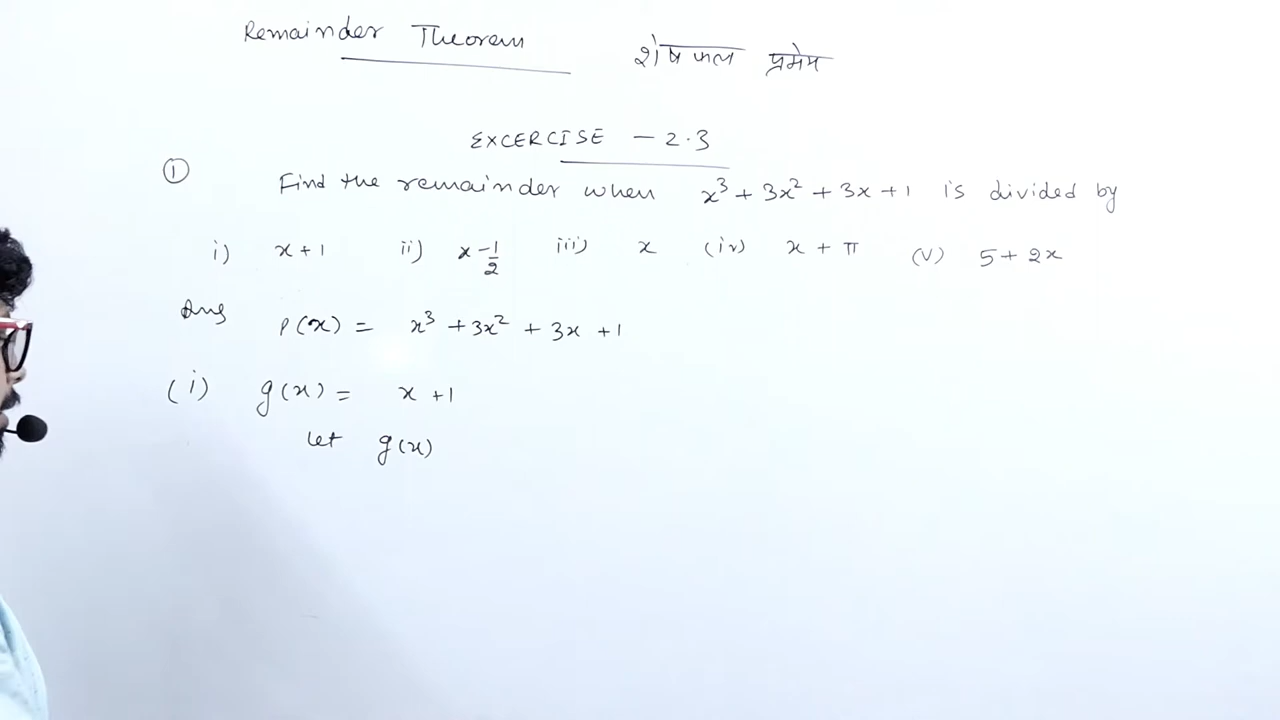 Remainder Theorem शेषफल प्रमेय
EXCERCISE - 2.3
① Find the remainder when x³ + 3x² + 3x + 1 is divided by
i) x + 1 ii) x - 1/2 iii) x (iv) x + π (v) 5 + 2x
Ans p(x) = x³ + 3x² + 3x + 1
(i) g(x) = x + 1
let g(x)